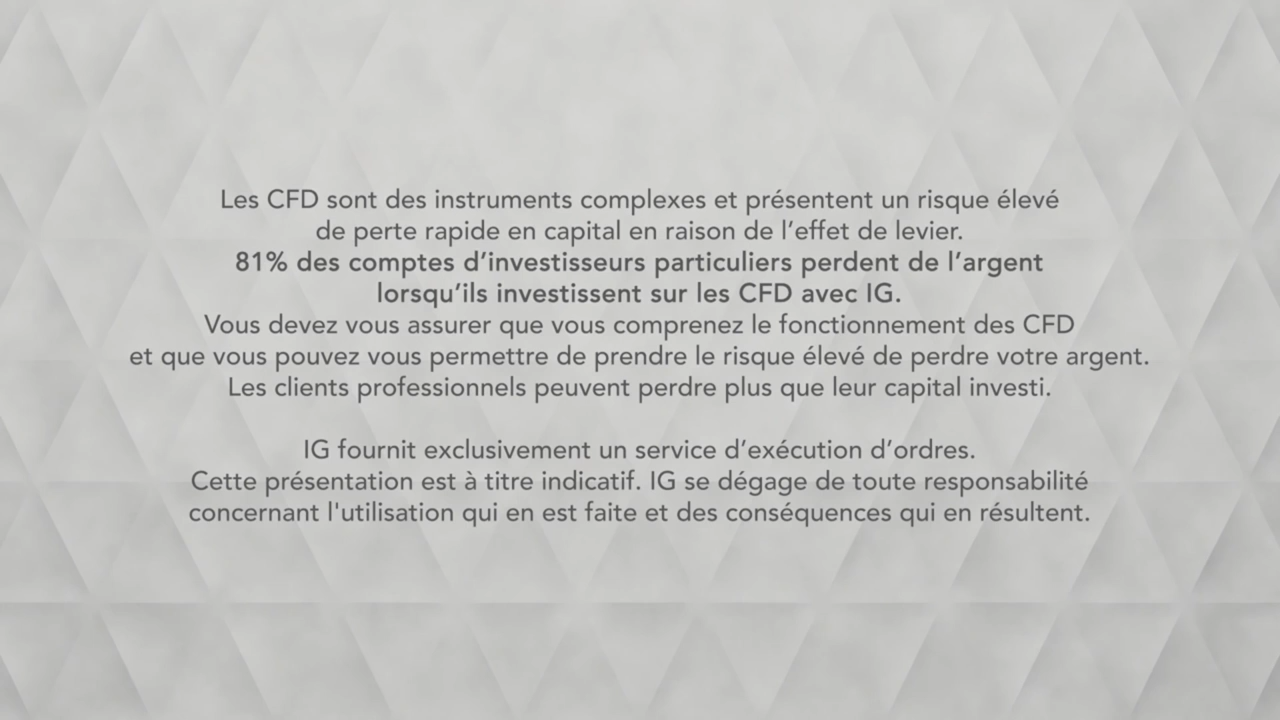 Les CFD sont des instruments complexes et présentent un risque élevé
de perte rapide en capital en raison de l’effet de levier.
81% des comptes d’investisseurs particuliers perdent de l’argent
lorsqu’ils investissent sur les CFD avec IG.
Vous devez vous assurer que vous comprenez le fonctionnement des CFD
et que vous pouvez vous permettre de prendre le risque élevé de perdre votre argent.
Les clients professionnels peuvent perdre plus que leur capital investi.
IG fournit exclusivement un service d’exécution d’ordres.
Cette présentation est à titre indicatif. IG se dégage de toute responsabilité
concernant l'utilisation qui en est faite et des conséquences qui en résultent.